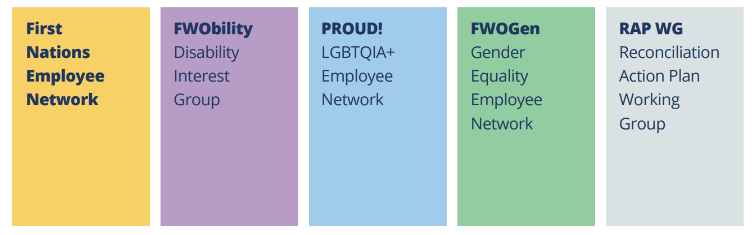 First
Nations
Employee
Network
FWObility
Disability
Interest
Group
PROUD!
LGBTQIA+
Employee
Network
FWOGen
Gender
Equality
Employee
Network
RAP WG
Reconciliation
Action Plan
Working
Group